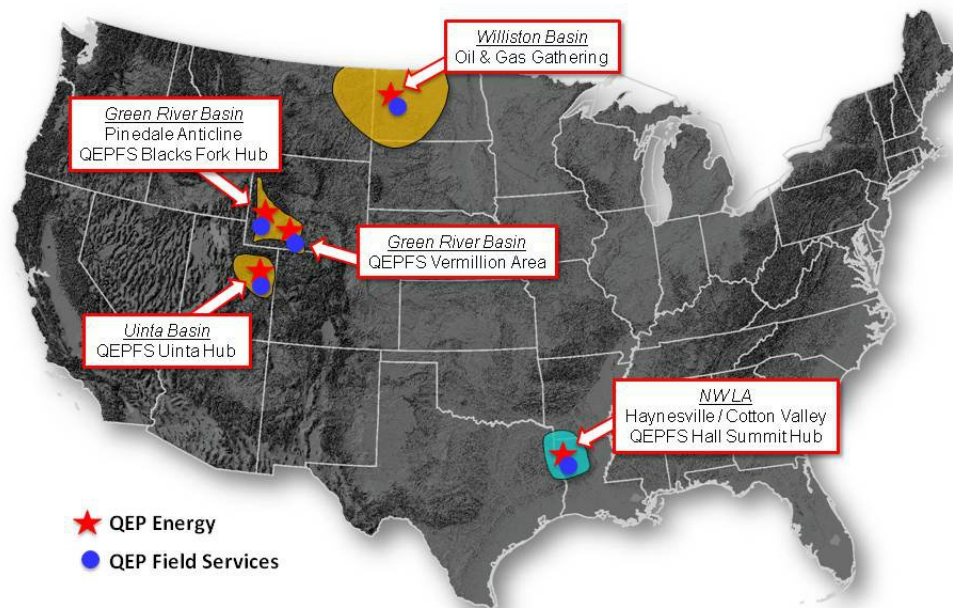 Williston Basin
Oil & Gas Gathering
Green River Basin
Pinedale Anticline
QEPFS Blacks Fork Hub
Green River Basin
QEPFS Vermillion Area
Uinta Basin
QEPFS Uinta Hub
NWLA
Haynesville / Cotton Valley
QEPFS Hall Summit Hub
QEP Energy
QEP Field Services